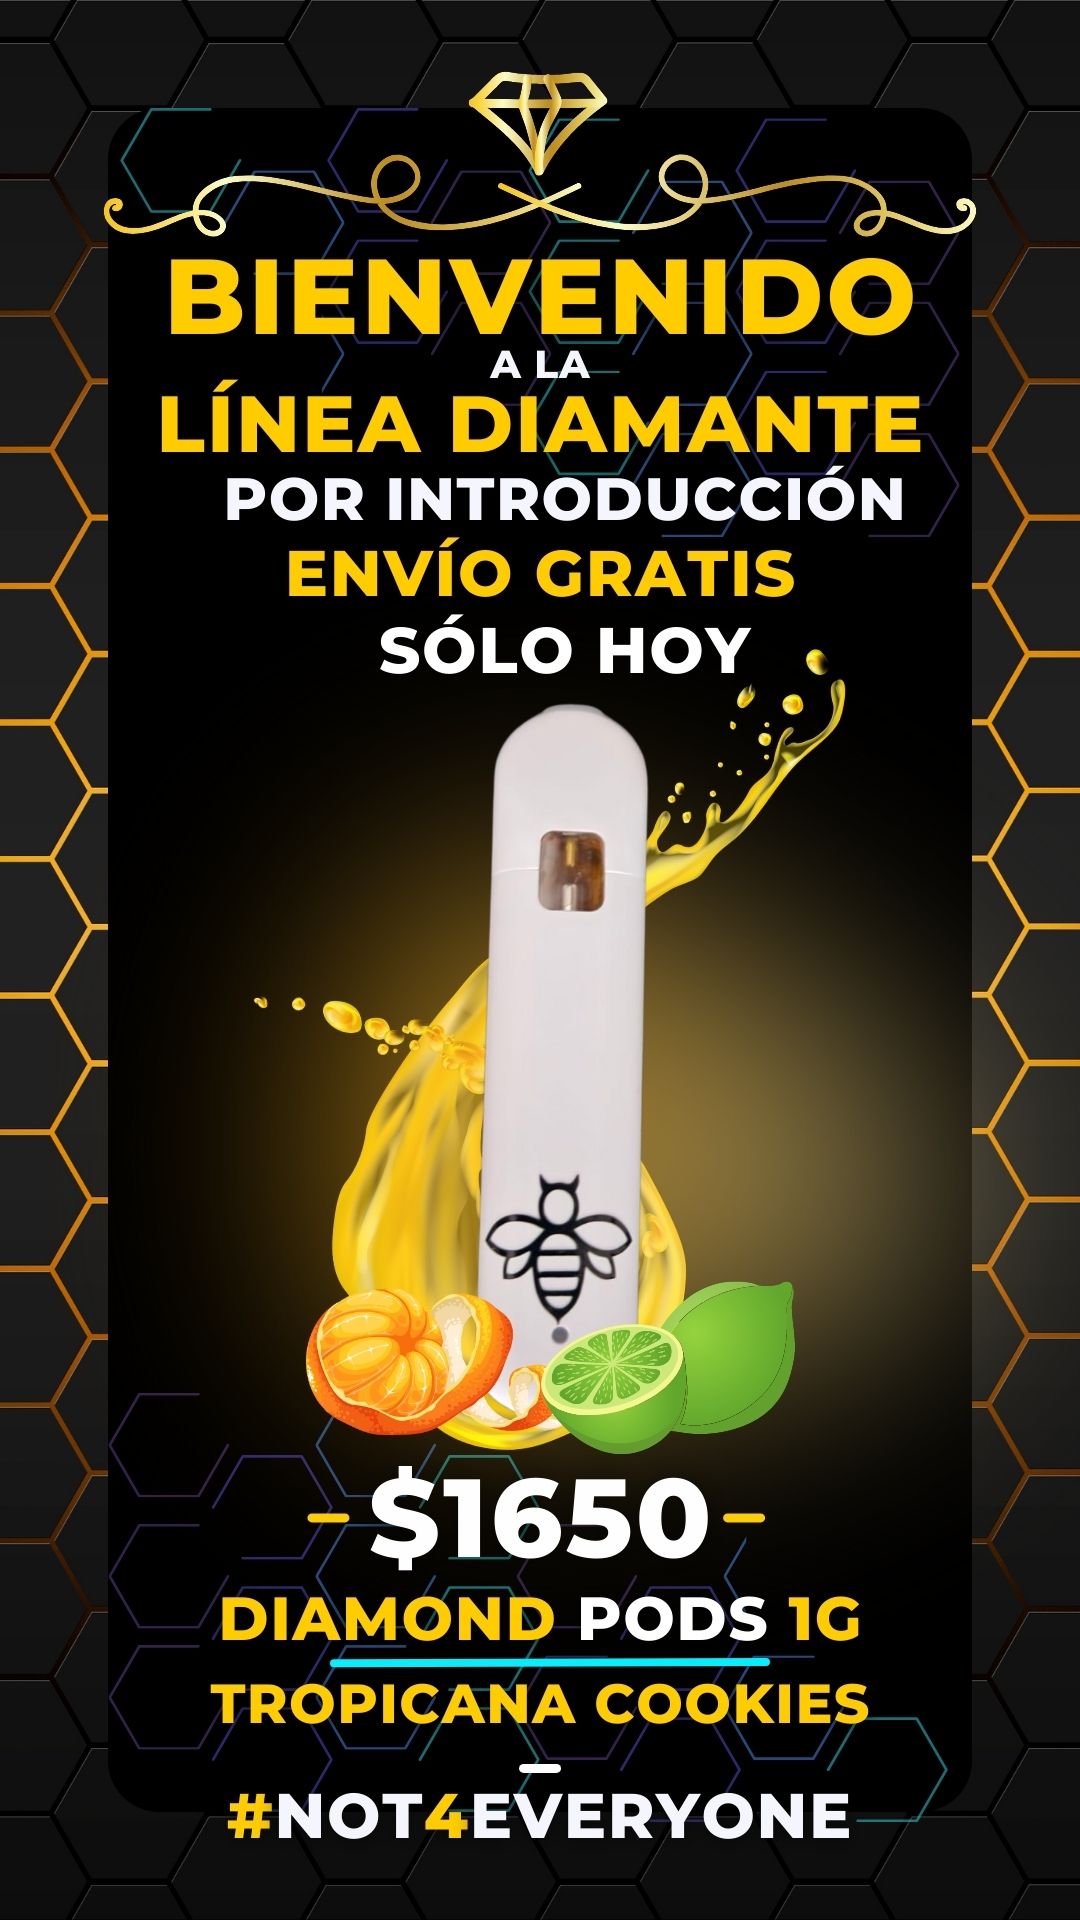 BIENVENIDO
A LA
LÍNEA DIAMANTE
POR INTRODUCCIÓN
ENVÍO GRATIS
SÓLO HOY
$1650
DIAMOND PODS 1G
TROPICANA COOKIES
#NOT4EVERYONE